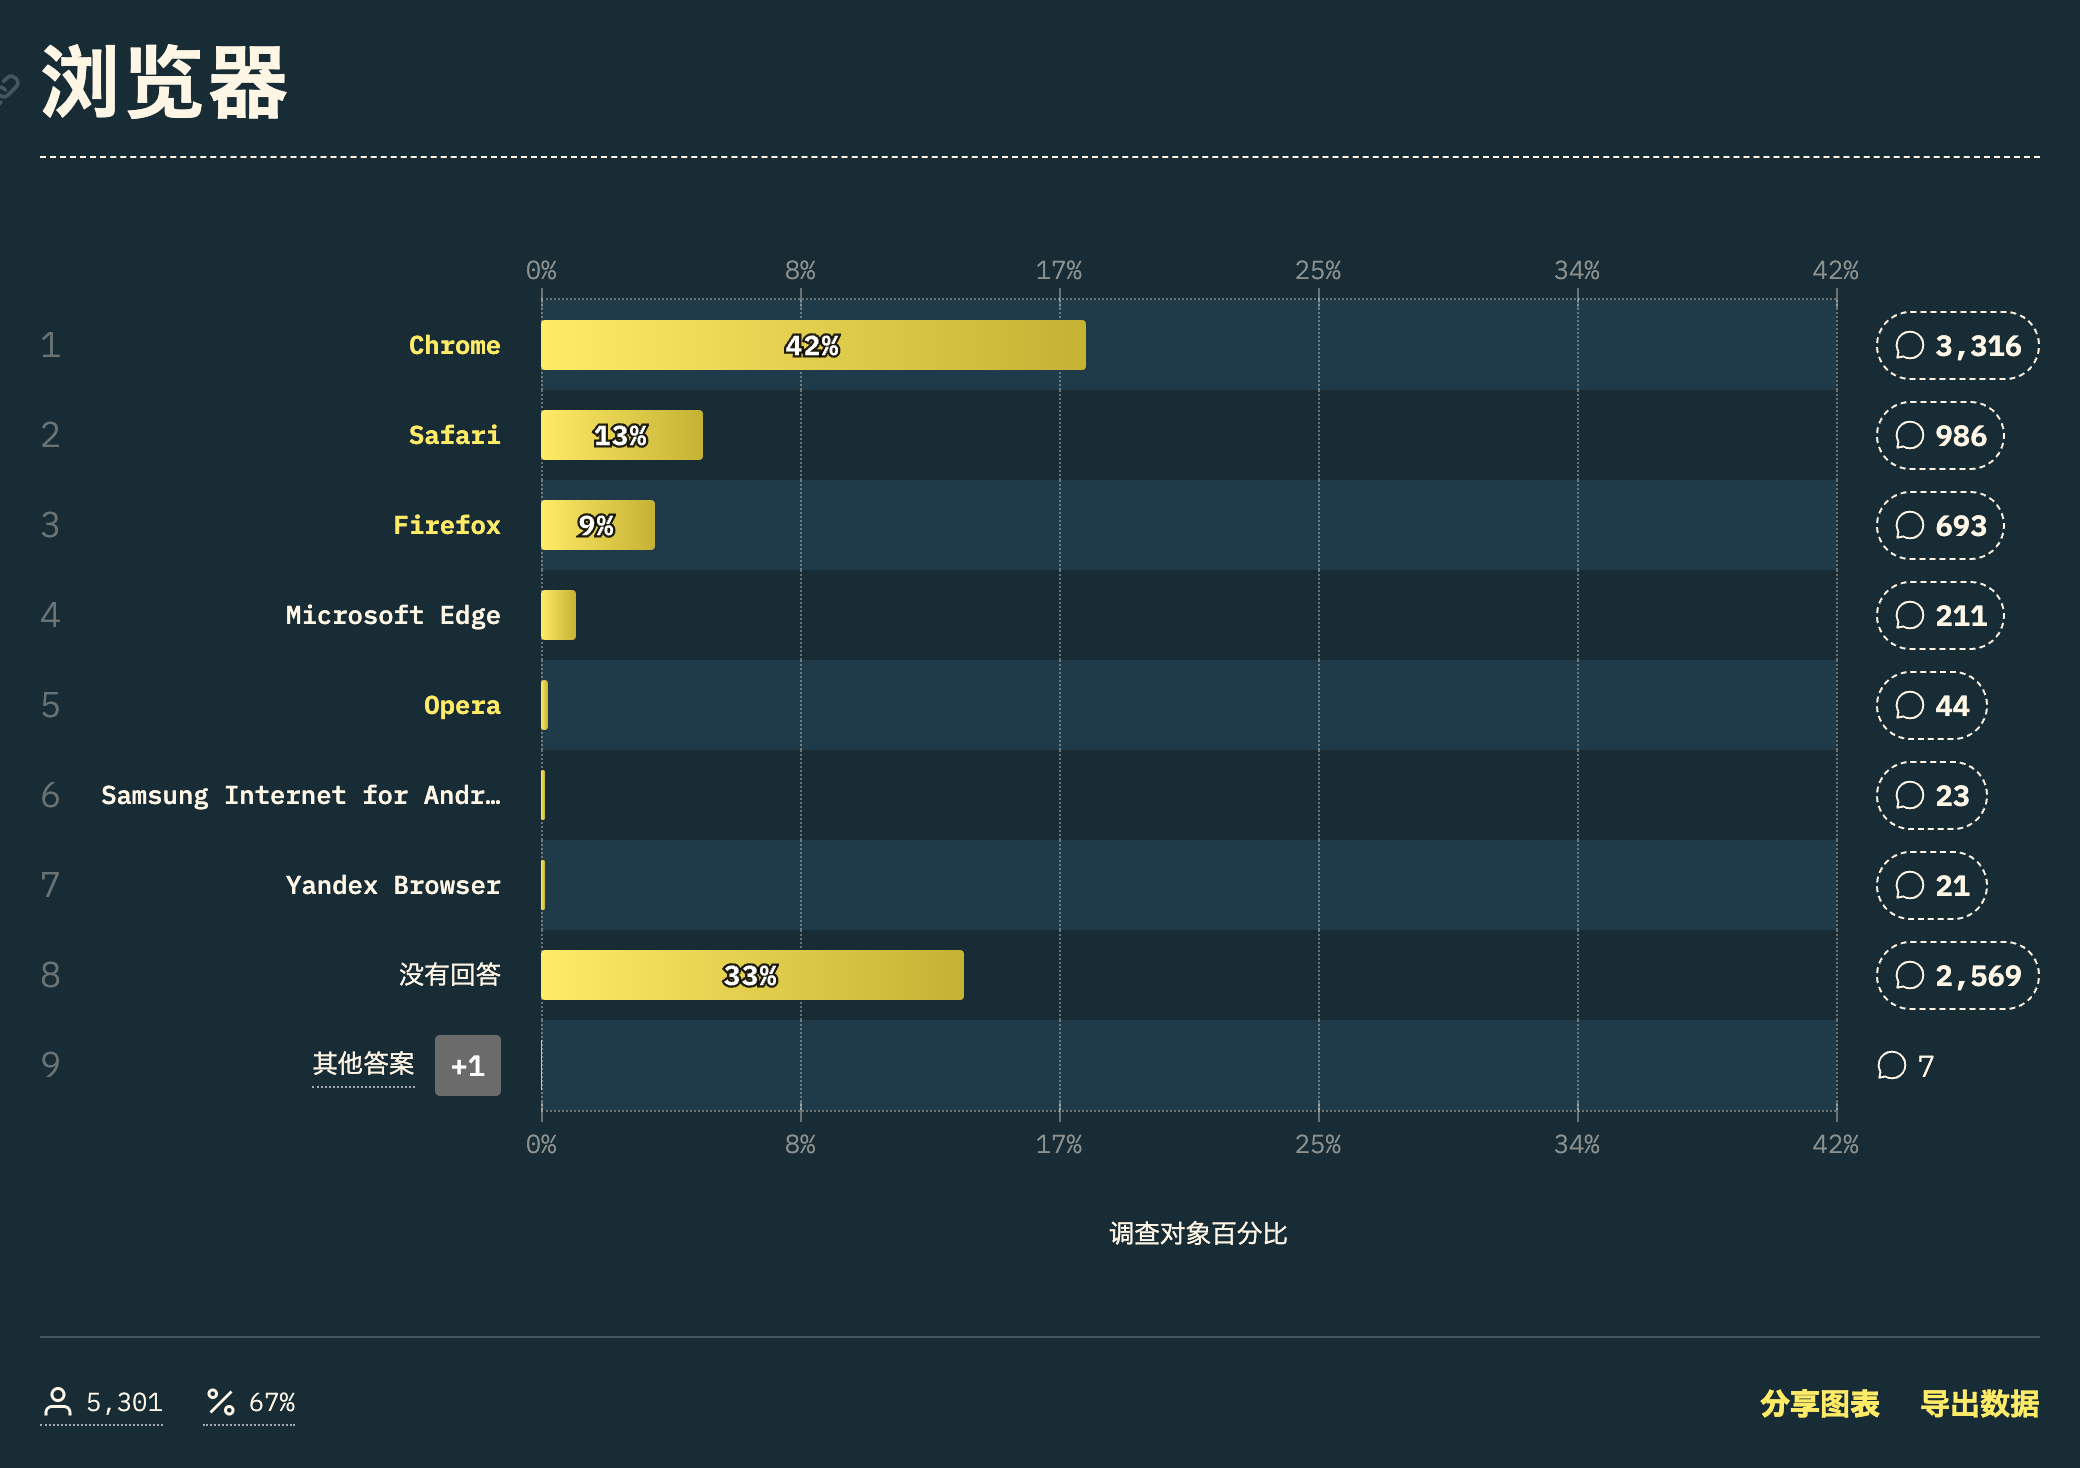 浏览器
0% 8% 17% 25% 34% 42%
1 Chrome 42% 3,316
2 Safari 13% 986
3 Firefox 9% 693
4 Microsoft Edge 211
5 Opera 44
6 Samsung Internet for Andr… 23
7 Yandex Browser 21
8 没有回答 33% 2,569
9 其他答案 +1 7
0% 8% 17% 25% 34% 42%
调查对象百分比
5,301 67% 分享图表 导出数据